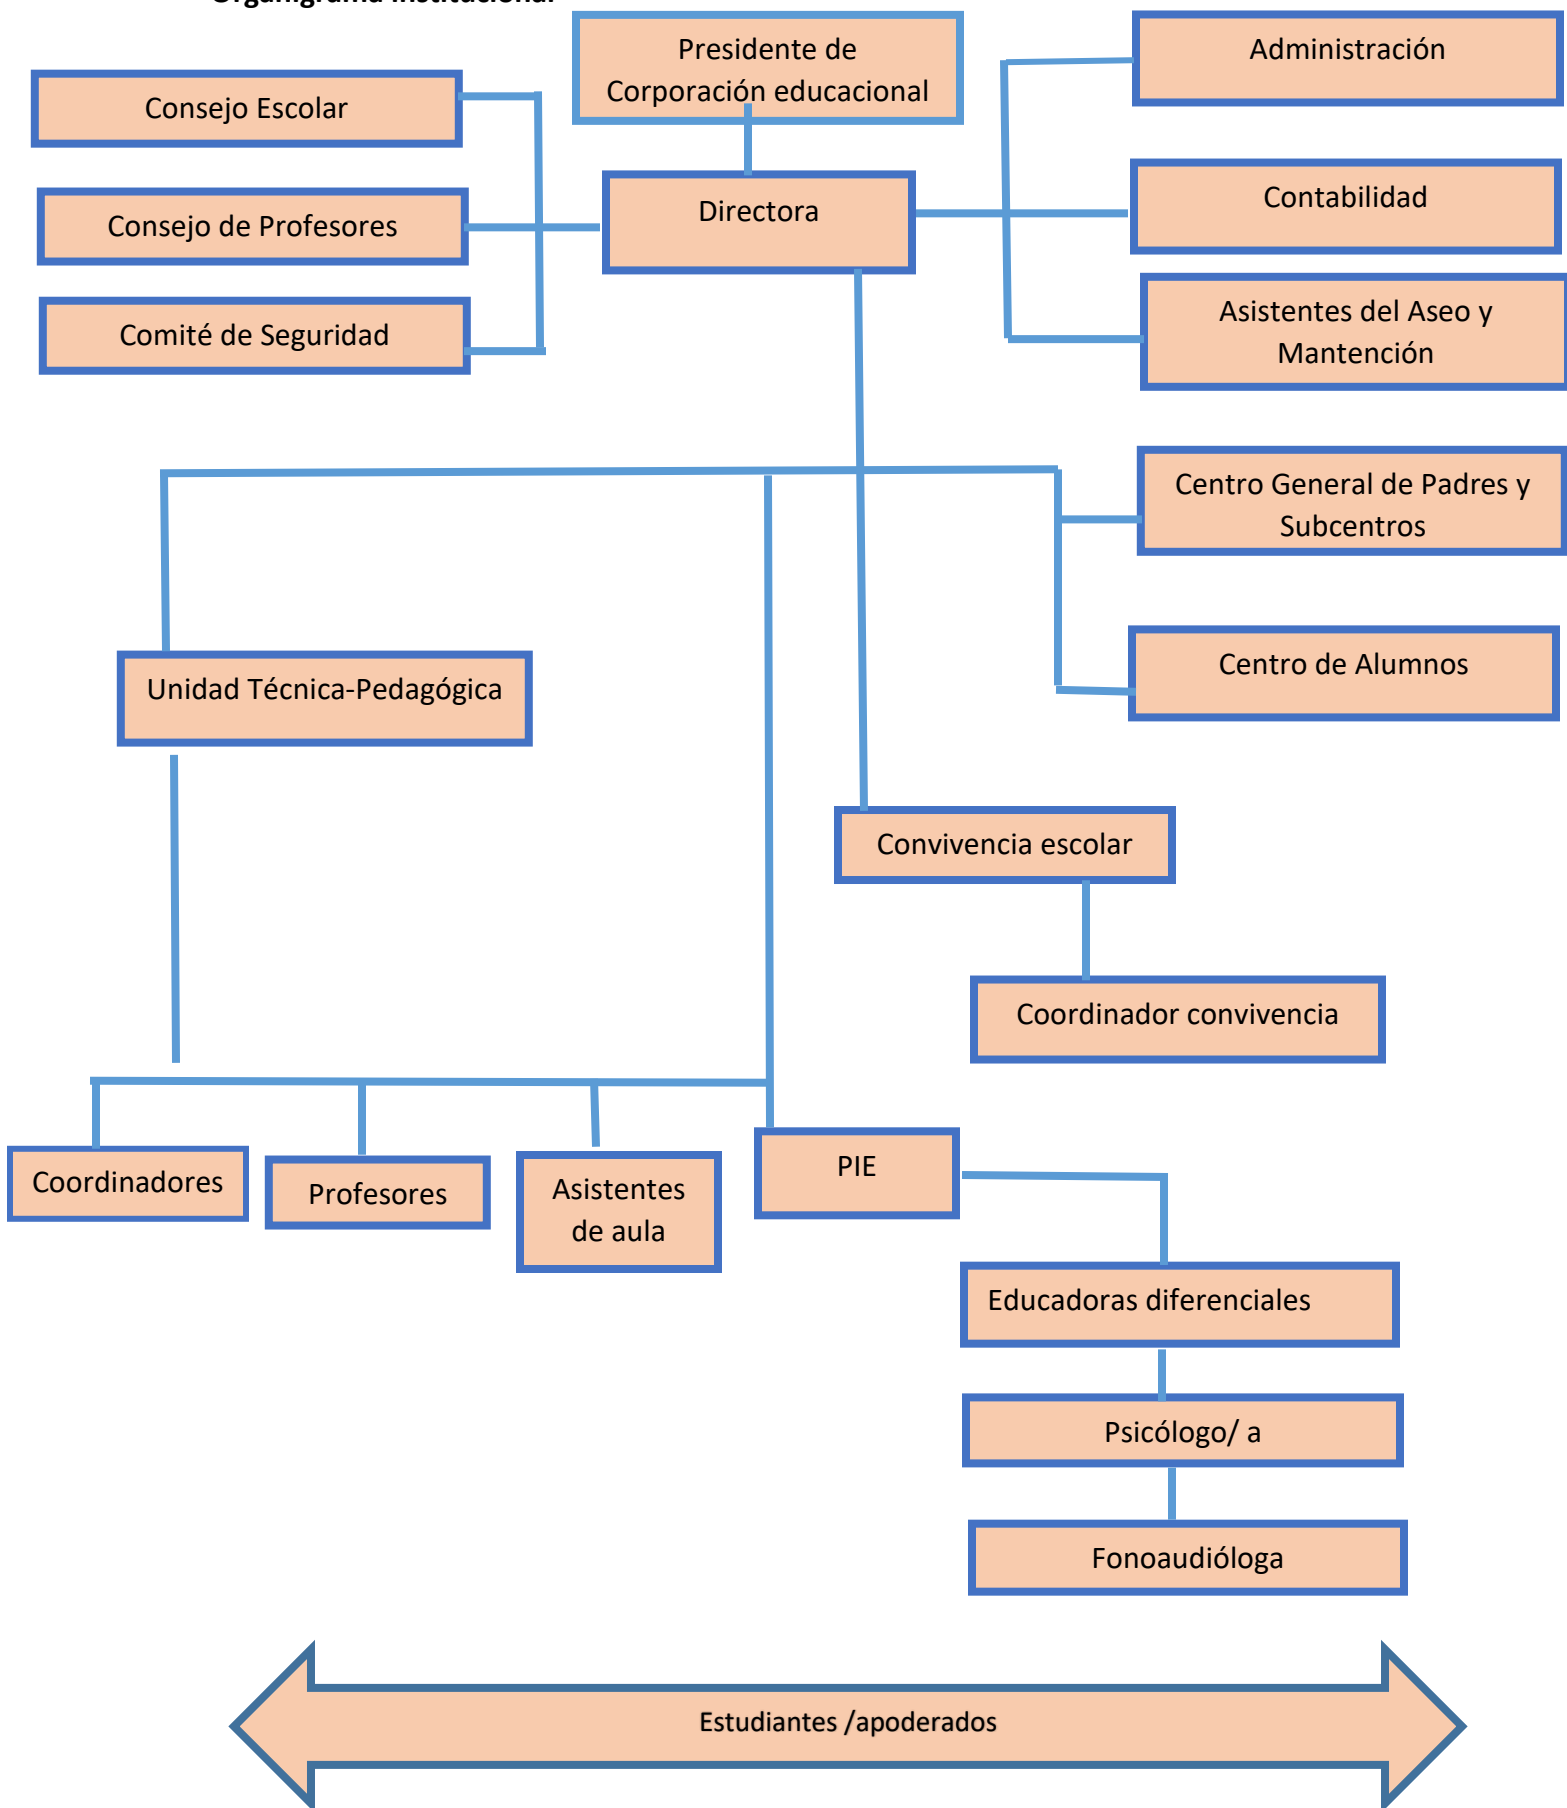 Organigrama Institucional
Presidente de
Corporación educacional
Administración
Consejo Escolar
Contabilidad
Directora
Consejo de Profesores
Asistentes del Aseo y
Mantención
Comité de Seguridad
Centro General de Padres y
Subcentros
Centro de Alumnos
Unidad Técnica-Pedagógica
Convivencia escolar
Coordinador convivencia
Coordinadores
Profesores
Asistentes
de aula
PIE
Educadoras diferenciales
Psicólogo/ a
Fonoaudióloga
Estudiantes /apoderados